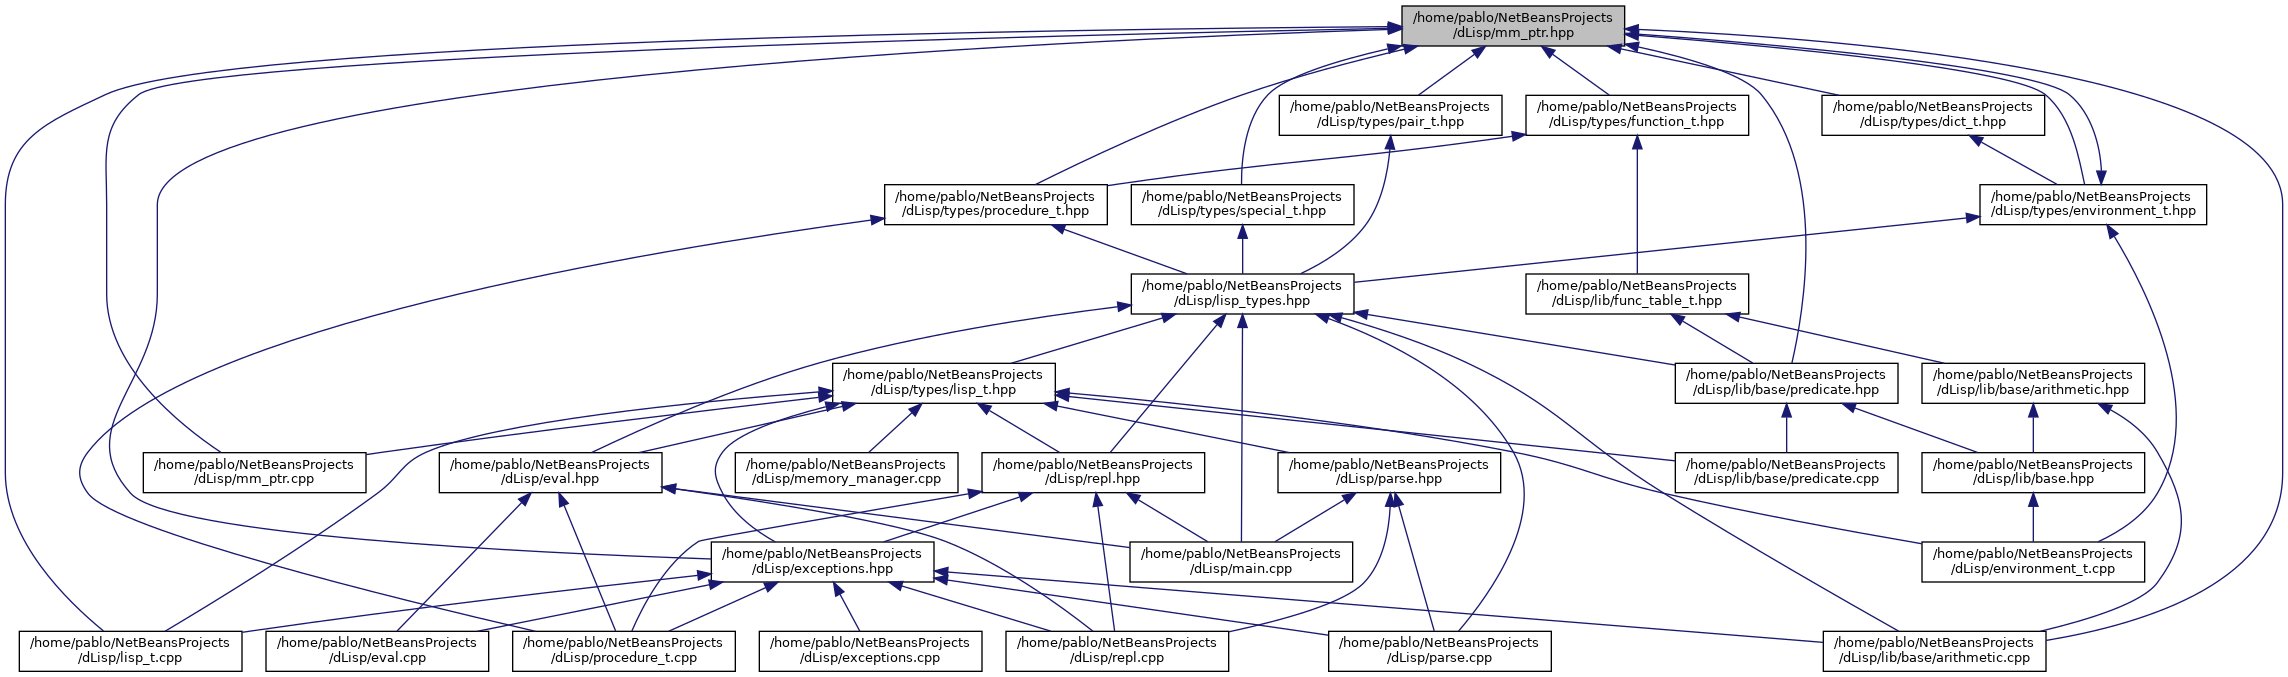 /home/pablo/NetBeansProjects
/dLisp/mm_ptr.hpp
/home/pablo/NetBeansProjects
/dLisp/types/pair_t.hpp
/home/pablo/NetBeansProjects
/dLisp/types/function_t.hpp
/home/pablo/NetBeansProjects
/dLisp/types/dict_t.hpp
/home/pablo/NetBeansProjects
/dLisp/types/procedure_t.hpp
/home/pablo/NetBeansProjects
/dLisp/types/special_t.hpp
/home/pablo/NetBeansProjects
/dLisp/types/environment_t.hpp
/home/pablo/NetBeansProjects
/dLisp/lisp_types.hpp
/home/pablo/NetBeansProjects
/dLisp/lib/func_table_t.hpp
/home/pablo/NetBeansProjects
/dLisp/types/lisp_t.hpp
/home/pablo/NetBeansProjects
/dLisp/lib/base/predicate.hpp
/home/pablo/NetBeansProjects
/dLisp/lib/base/arithmetic.hpp
/home/pablo/NetBeansProjects
/dLisp/mm_ptr.cpp
/home/pablo/NetBeansProjects
/dLisp/eval.hpp
/home/pablo/NetBeansProjects
/dLisp/memory_manager.cpp
/home/pablo/NetBeansProjects
/dLisp/repl.hpp
/home/pablo/NetBeansProjects
/dLisp/parse.hpp
/home/pablo/NetBeansProjects
/dLisp/lib/base/predicate.cpp
/home/pablo/NetBeansProjects
/dLisp/lib/base.hpp
/home/pablo/NetBeansProjects
/dLisp/exceptions.hpp
/home/pablo/NetBeansProjects
/dLisp/main.cpp
/home/pablo/NetBeansProjects
/dLisp/environment_t.cpp
/home/pablo/NetBeansProjects
/dLisp/lisp_t.cpp
/home/pablo/NetBeansProjects
/dLisp/eval.cpp
/home/pablo/NetBeansProjects
/dLisp/procedure_t.cpp
/home/pablo/NetBeansProjects
/dLisp/exceptions.cpp
/home/pablo/NetBeansProjects
/dLisp/repl.cpp
/home/pablo/NetBeansProjects
/dLisp/parse.cpp
/home/pablo/NetBeansProjects
/dLisp/lib/base/arithmetic.cpp